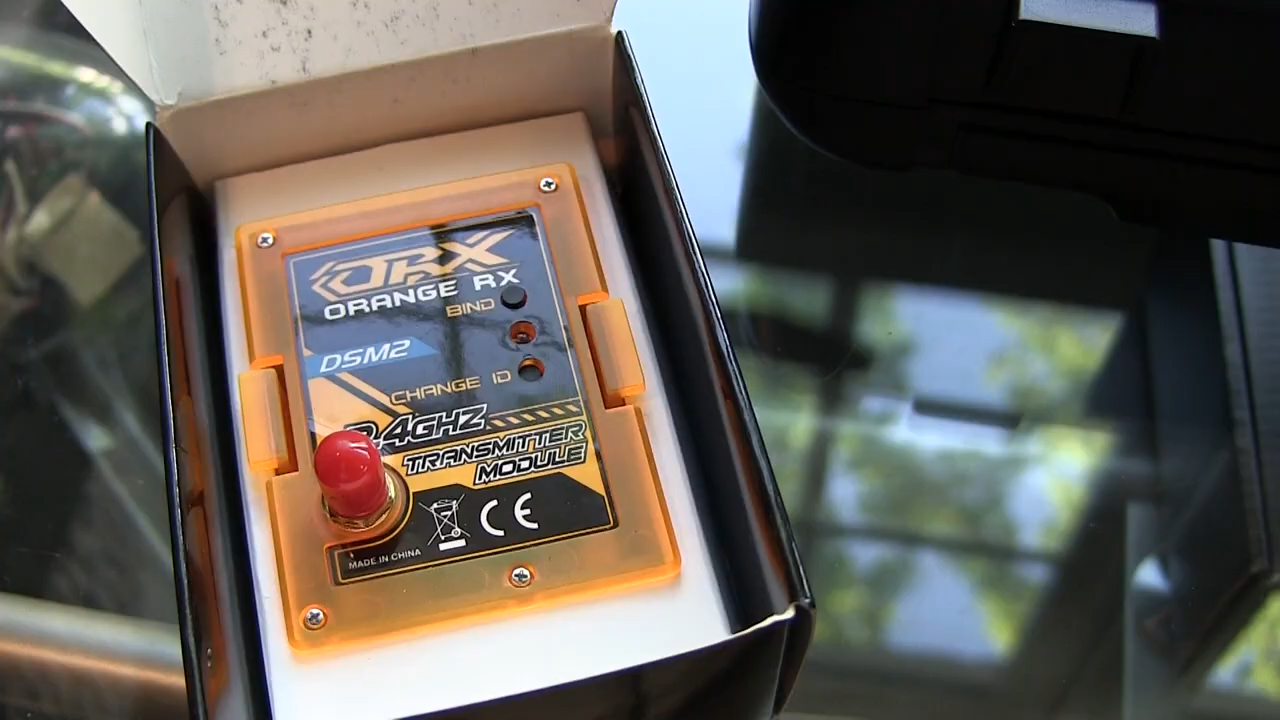 ORX
ORANGE RX
BIND
DSM2
CHANGE ID
2.4GHZ
TRANSMITTER
MODULE
CE
MADE IN CHINA